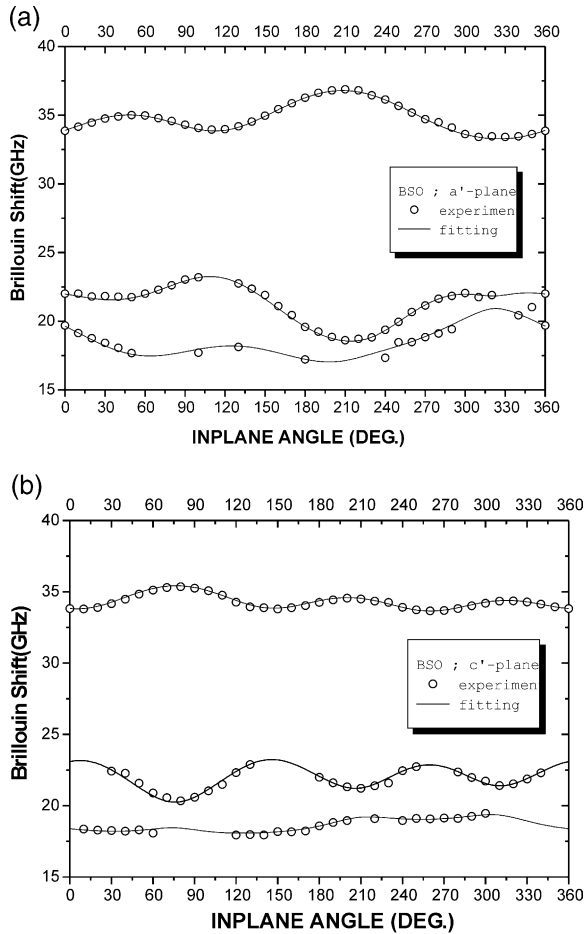 (a)
0 30 60 90 120 150 180 210 240 270 300 330 360
40
35
30
25
20
15
Brillouin Shift(GHz)
BSO ; a'-plane
experimen
fitting
0 30 60 90 120 150 180 210 240 270 300 330 360
INPLANE ANGLE (DEG.)
(b)
0 30 60 90 120 150 180 210 240 270 300 330 360
40
35
30
25
20
15
Brillouin Shift(GHz)
BSO ; c'-plane
experimen
fitting
0 30 60 90 120 150 180 210 240 270 300 330 360
INPLANE ANGLE (DEG.)